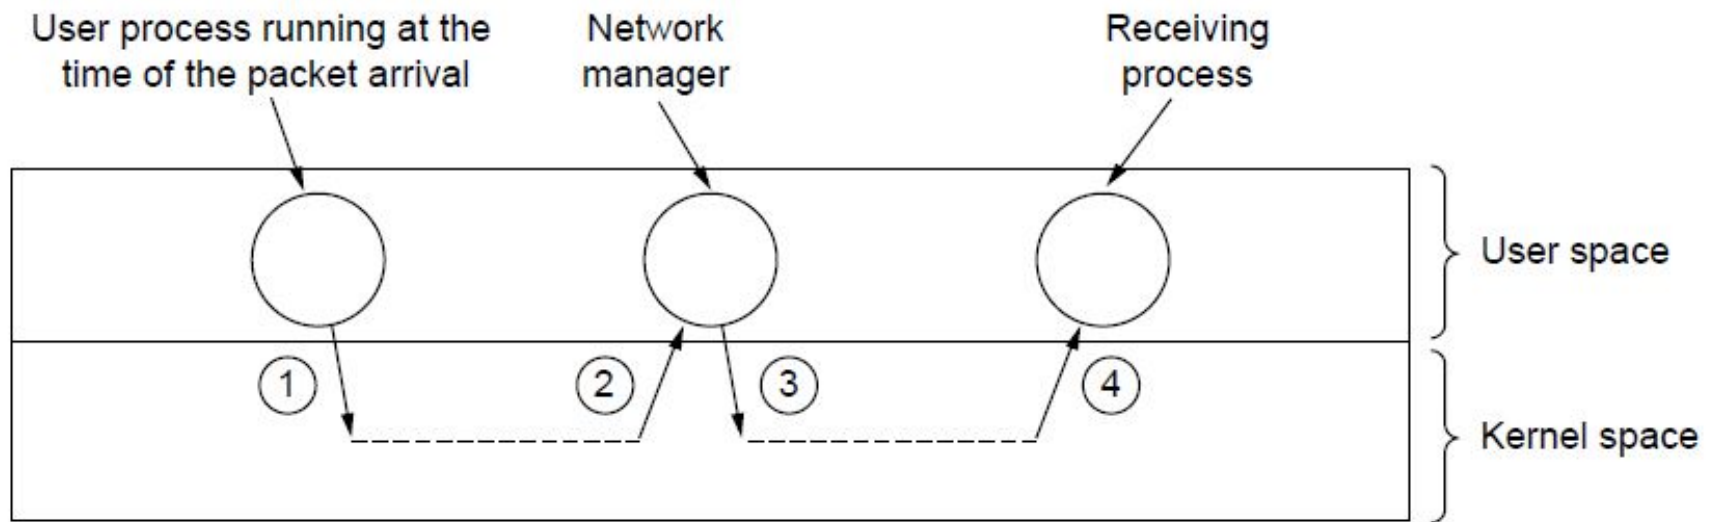 User process running at the
time of the packet arrival
Network
manager
Receiving
process
User space
1
2
3
4
Kernel space